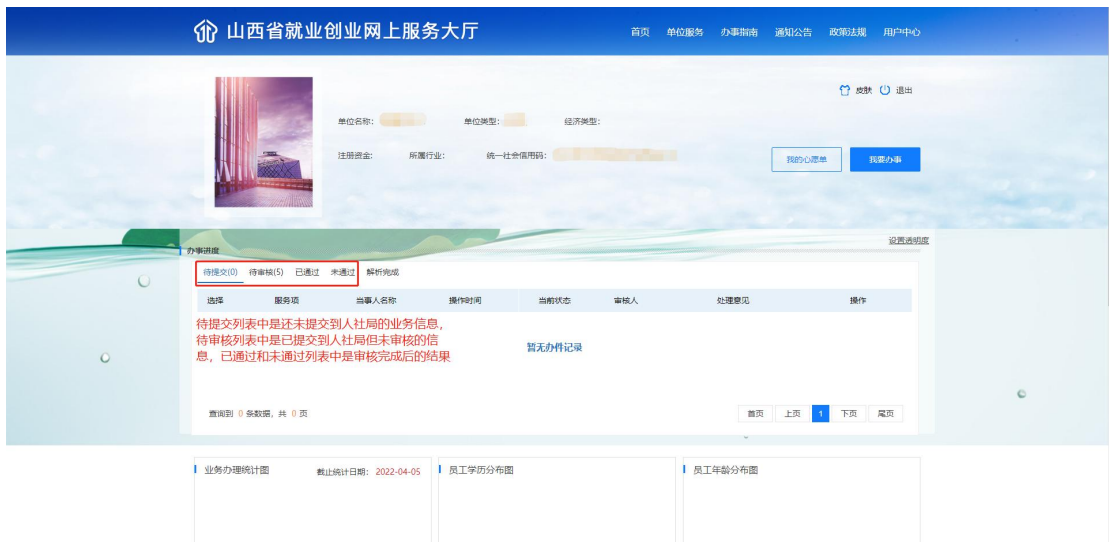 山西省就业创业网上服务大厅
首页 单位服务 办事指南 通知公告 政策法规 用户中心
皮肤 退出
单位名称: 单位类型: 经济类型:
注册资金: 所属行业: 统一社会信用码:
我的心愿单 我要办事
设置透明度
办事进度
待提交(0) 待审核(5) 已通过 未通过 解析完成
选择 服务项 当事人名称 操作时间 当前状态 审核人 处理意见 操作
待提交列表中是还未提交到人社局的业务信息，
待审核列表中是已提交到人社局但未审核的信
息，已通过和未通过列表中是审核完成后的结果
暂无办件记录
查询到 0 条数据, 共 0 页
首页 上页 1 下页 尾页
业务办理统计图 截止统计日期: 2022-04-05
员工学历分布图
员工年龄分布图